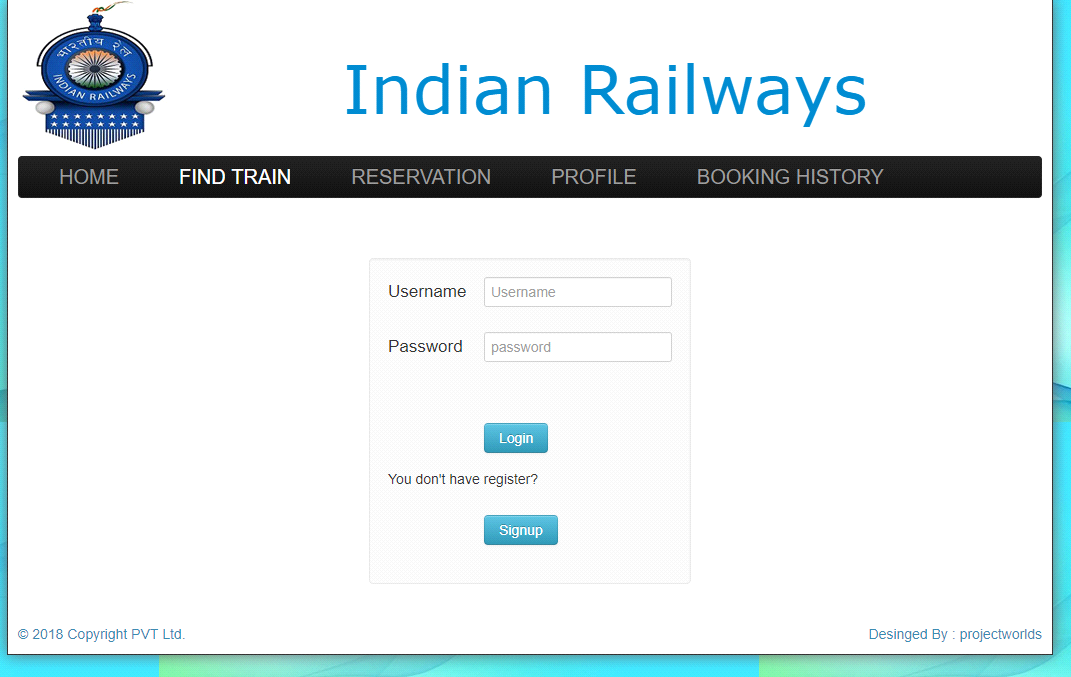 भारतीय रेल
INDIAN RAILWAYS
Indian Railways
HOME FIND TRAIN RESERVATION PROFILE BOOKING HISTORY
Username Username
Password password
Login
You don't have register?
Signup
© 2018 Copyright PVT Ltd. Desinged By : projectworlds